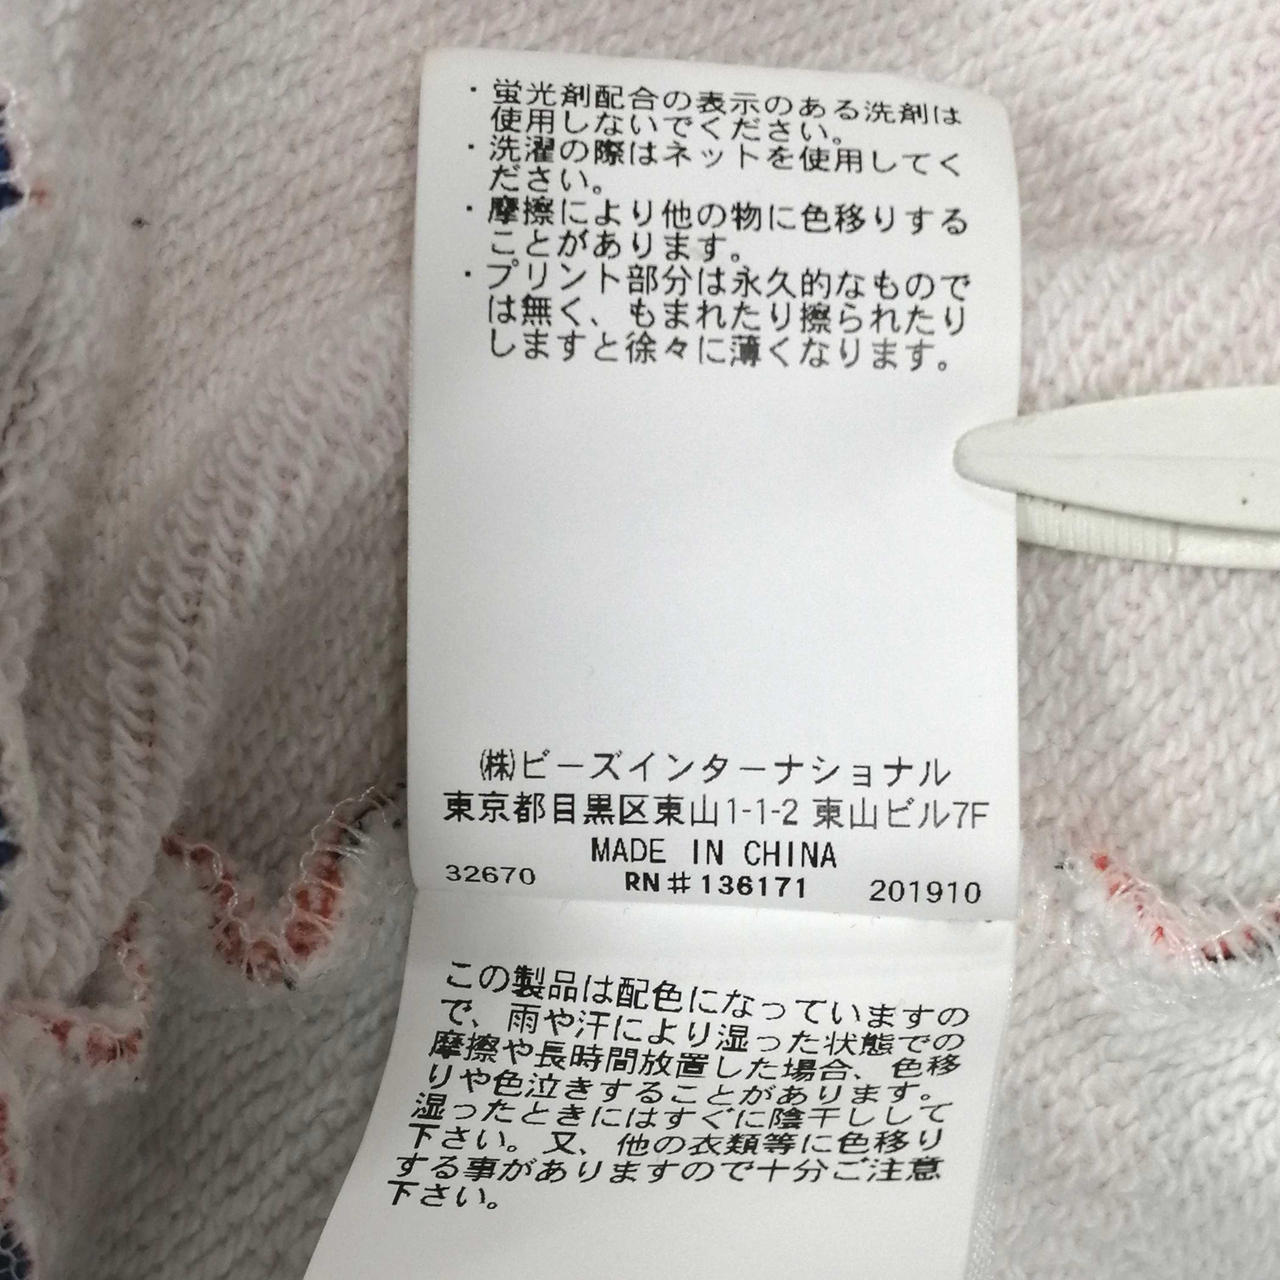 ・蛍光剤配合の表示のある洗剤は
使用しないでください。
・洗濯の際はネットを使用してく
ださい。
・摩擦により他の物に色移りする
ことがあります。
・プリント部分は永久的なもので
は無く、もまれたり擦られたり
しますと徐々に薄くなります。
㈱ビーズインターナショナル
東京都目黒区東山1-1-2 東山ビル7F
MADE IN CHINA
32670 RN#136171 201910
この製品は配色になっていますの
で、雨や汗により湿った状態での
摩擦や長時間放置した場合、色移
りや色泣きすることがあります。
湿ったときにはすぐに陰干しして
下さい。又、他の衣類等に色移り
する事がありますので十分ご注意
下さい。